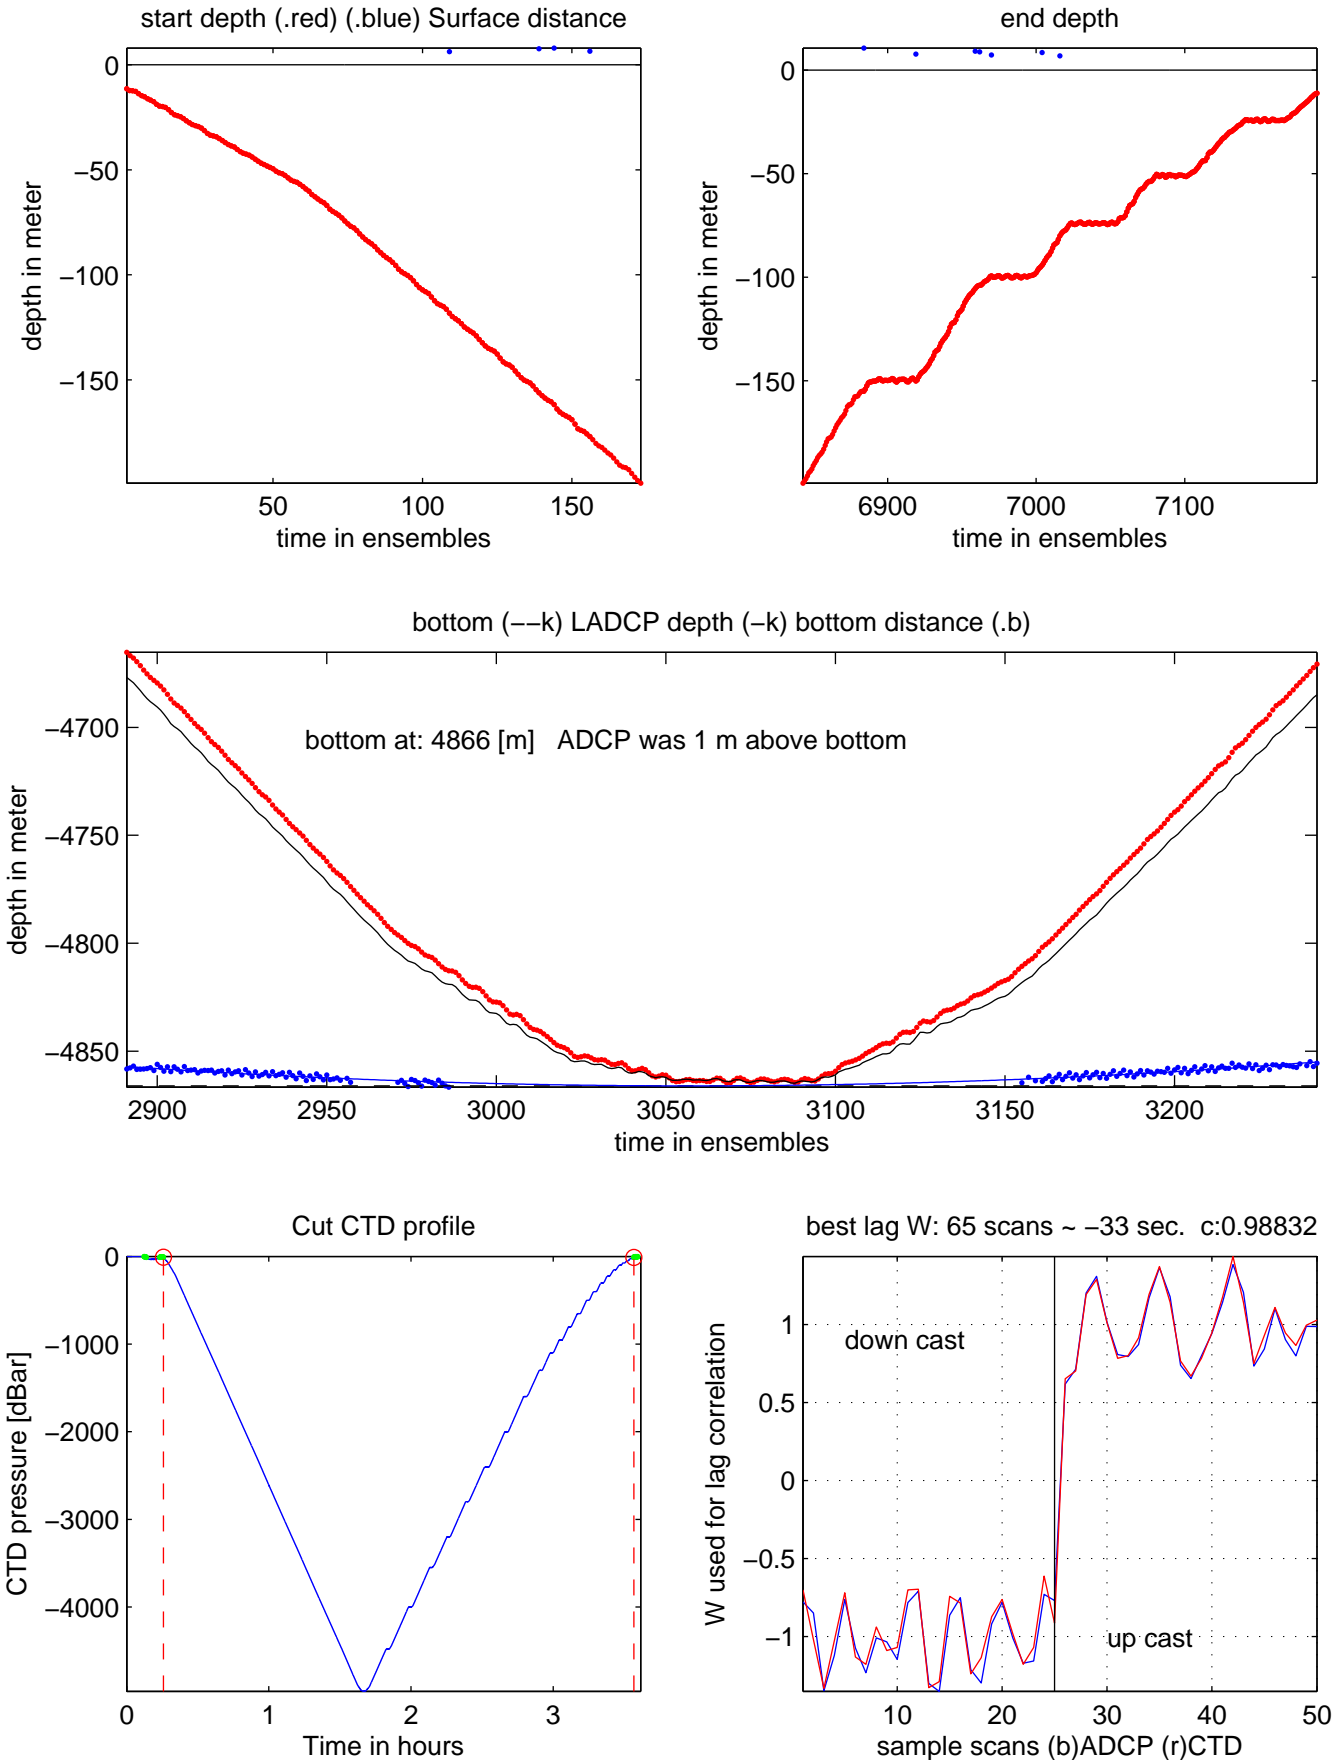 start depth (.red) (.blue) Surface distance
0
−50
−100
−150
depth in meter
50
100
150
time in ensembles
end depth
0
−50
−100
−150
depth in meter
6900
7000
7100
time in ensembles
bottom (−−k) LADCP depth (−k) bottom distance (.b)
bottom at: 4866 [m] ADCP was 1 m above bottom
−4700
−4750
−4800
−4850
depth in meter
2900
2950
3000
3050
3100
3150
3200
time in ensembles
Cut CTD profile
0
−1000
−2000
−3000
−4000
CTD pressure [dBar]
0
1
2
3
Time in hours
best lag W: 65 scans ~ −33 sec. c:0.98832
1
0.5
0
−0.5
−1
W used for lag correlation
down cast
up cast
10
20
30
40
50
sample scans (b)ADCP (r)CTD